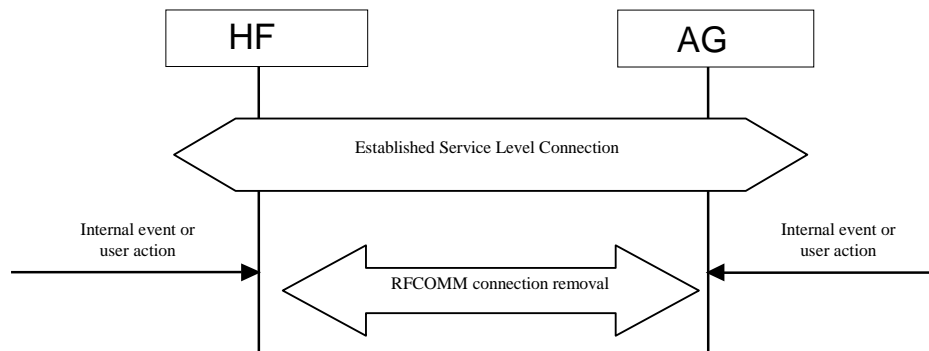 HF
AG
Established Service Level Connection
Internal event or
user action
Internal event or
user action
RFCOMM connection removal